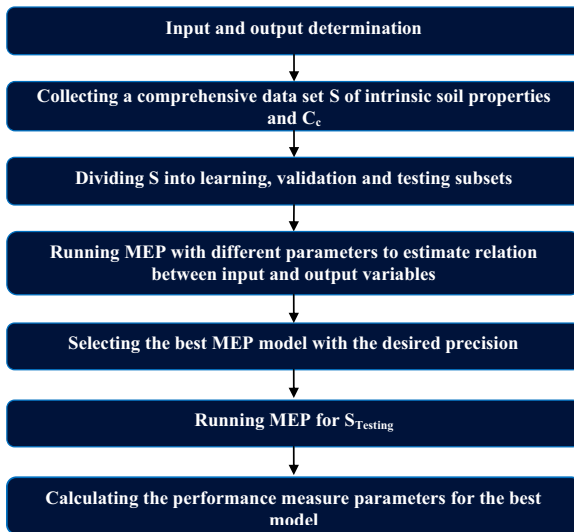 Input and output determination
Collecting a comprehensive data set S of intrinsic soil properties
and Cc
Dividing S into learning, validation and testing subsets
Running MEP with different parameters to estimate relation
between input and output variables
Selecting the best MEP model with the desired precision
Running MEP for STesting
Calculating the performance measure parameters for the best
model